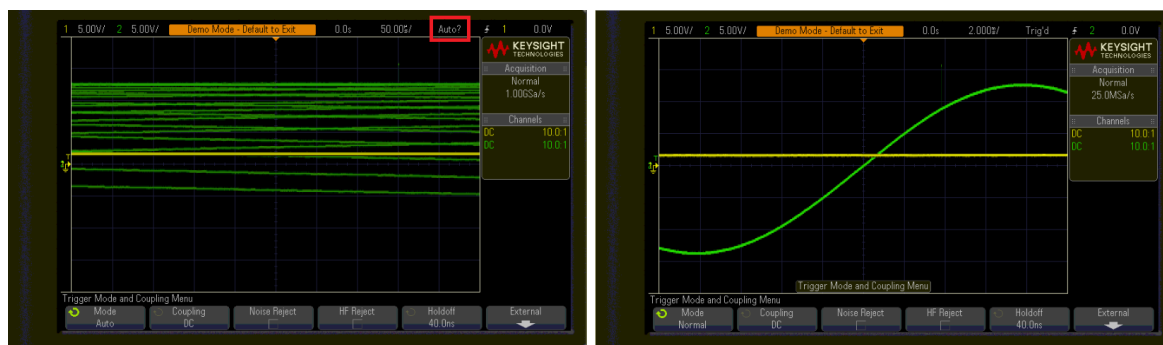 1 5.00V/ 2 5.00V/ Demo Mode - Default to Exit 0.0s 50.00%/ Auto? 1 0.0V
KEYSIGHT
TECHNOLOGIES
Acquisition
Normal
1.00GSa/s
Channels
DC 10.0:1
DC 10.0:1
T
Trigger Mode and Coupling Menu
Mode Coupling Noise Reject HF Reject Holdoff External
Auto DC 40.0ns
1 5.00V/ 2 5.00V/ Demo Mode - Default to Exit 0.0s 2.000%/ Trig'd 2 0.0V
KEYSIGHT
TECHNOLOGIES
Acquisition
Normal
25.0MSa/s
Channels
DC 10.0:1
DC 10.0:1
T
Trigger Mode and Coupling Menu
Trigger Mode and Coupling Menu
Mode Coupling Noise Reject HF Reject Holdoff External
Normal DC 40.0ns